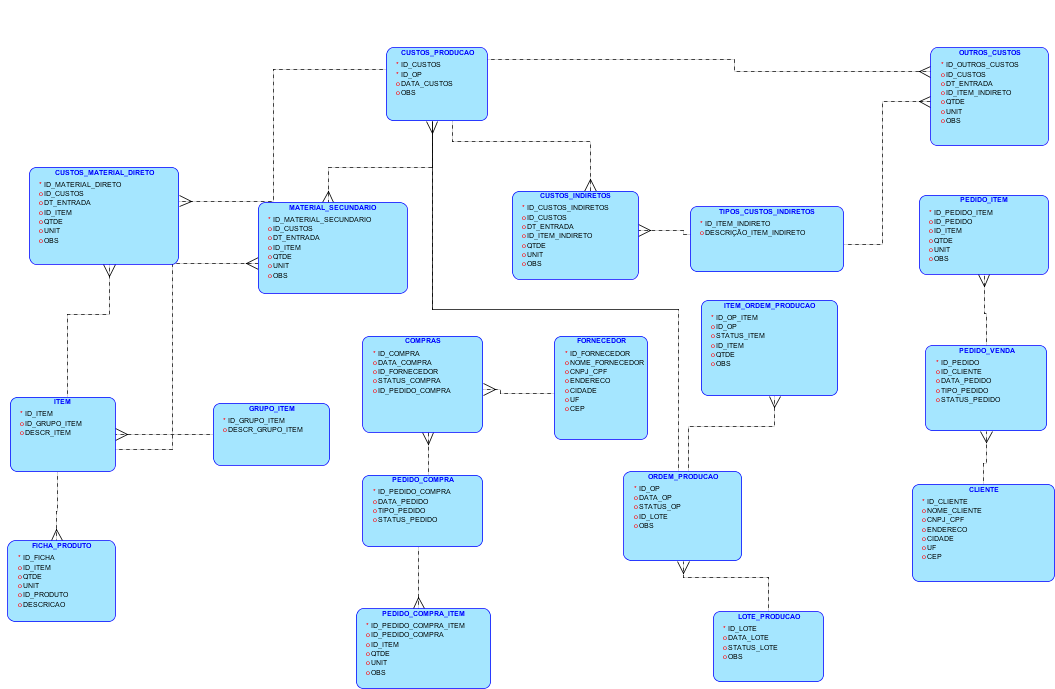 CUSTOS_PRODUCAO
* ID_CUSTOS
* ID_OP
o DATA_CUSTOS
o OBS
OUTROS_CUSTOS
* ID_OUTROS_CUSTOS
o ID_CUSTOS
o DT_ENTRADA
o ID_ITEM_INDIRETO
o QTDE
o UNIT
o OBS
CUSTOS_MATERIAL_DIRETO
* ID_MATERIAL_DIRETO
o ID_CUSTOS
o DT_ENTRADA
o ID_ITEM
o QTDE
o UNIT
o OBS
MATERIAL_SECUNDARIO
* ID_MATERIAL_SECUNDARIO
o ID_CUSTOS
o DT_ENTRADA
o ID_ITEM
o QTDE
o UNIT
o OBS
CUSTOS_INDIRETOS
* ID_CUSTOS_INDIRETOS
o ID_CUSTOS
o DT_ENTRADA
o ID_ITEM_INDIRETO
o QTDE
o UNIT
o OBS
TIPOS_CUSTOS_INDIRETOS
* ID_ITEM_INDIRETO
o DESCRIÇÃO_ITEM_INDIRETO
PEDIDO_ITEM
* ID_PEDIDO_ITEM
o ID_PEDIDO
o ID_ITEM
o QTDE
o UNIT
o OBS
ITEM_ORDEM_PRODUCAO
* ID_OP_ITEM
o ID_OP
o STATUS_ITEM
o ID_ITEM
o QTDE
o OBS
COMPRAS
* ID_COMPRA
o DATA_COMPRA
o ID_FORNECEDOR
o STATUS_COMPRA
o ID_PEDIDO_COMPRA
FORNECEDOR
* ID_FORNECEDOR
o NOME_FORNECEDOR
o CNPJ_CPF
o ENDERECO
o CIDADE
o UF
o CEP
PEDIDO_VENDA
* ID_PEDIDO
o ID_CLIENTE
o DATA_PEDIDO
o TIPO_PEDIDO
o STATUS_PEDIDO
ITEM
* ID_ITEM
o ID_GRUPO_ITEM
o DESCR_ITEM
GRUPO_ITEM
* ID_GRUPO_ITEM
o DESCR_GRUPO_ITEM
PEDIDO_COMPRA
* ID_PEDIDO_COMPRA
o DATA_PEDIDO
o TIPO_PEDIDO
o STATUS_PEDIDO
ORDEM_PRODUCAO
* ID_OP
o DATA_OP
o STATUS_OP
o ID_LOTE
o OBS
CLIENTE
* ID_CLIENTE
o NOME_CLIENTE
o CNPJ_CPF
o ENDERECO
o CIDADE
o UF
o CEP
FICHA_PRODUTO
* ID_FICHA
o ID_ITEM
o QTDE
o UNIT
o ID_PRODUTO
o DESCRICAO
PEDIDO_COMPRA_ITEM
* ID_PEDIDO_COMPRA_ITEM
o ID_PEDIDO_COMPRA
o ID_ITEM
o QTDE
o UNIT
o OBS
LOTE_PRODUCAO
* ID_LOTE
o DATA_LOTE
o STATUS_LOTE
o OBS